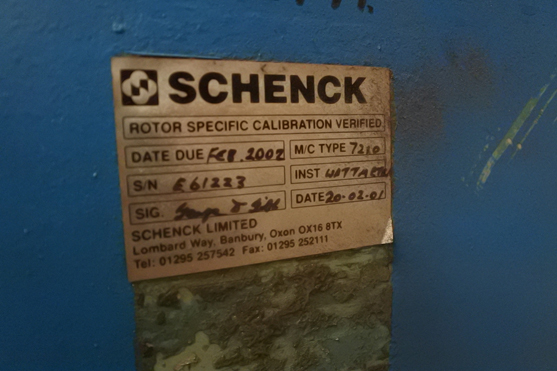 SCHENCK
ROTOR SPECIFIC CALIBRATION VERIFIED
DATE DUE FEB. 2002 M/C TYPE 7210
S/N E61223 INST
SIG. DATE 20-02-01
SCHENCK LIMITED
Lombard Way, Banbury, Oxon OX16 8TX
Tel: 01295 257542 Fax: 01295 252111